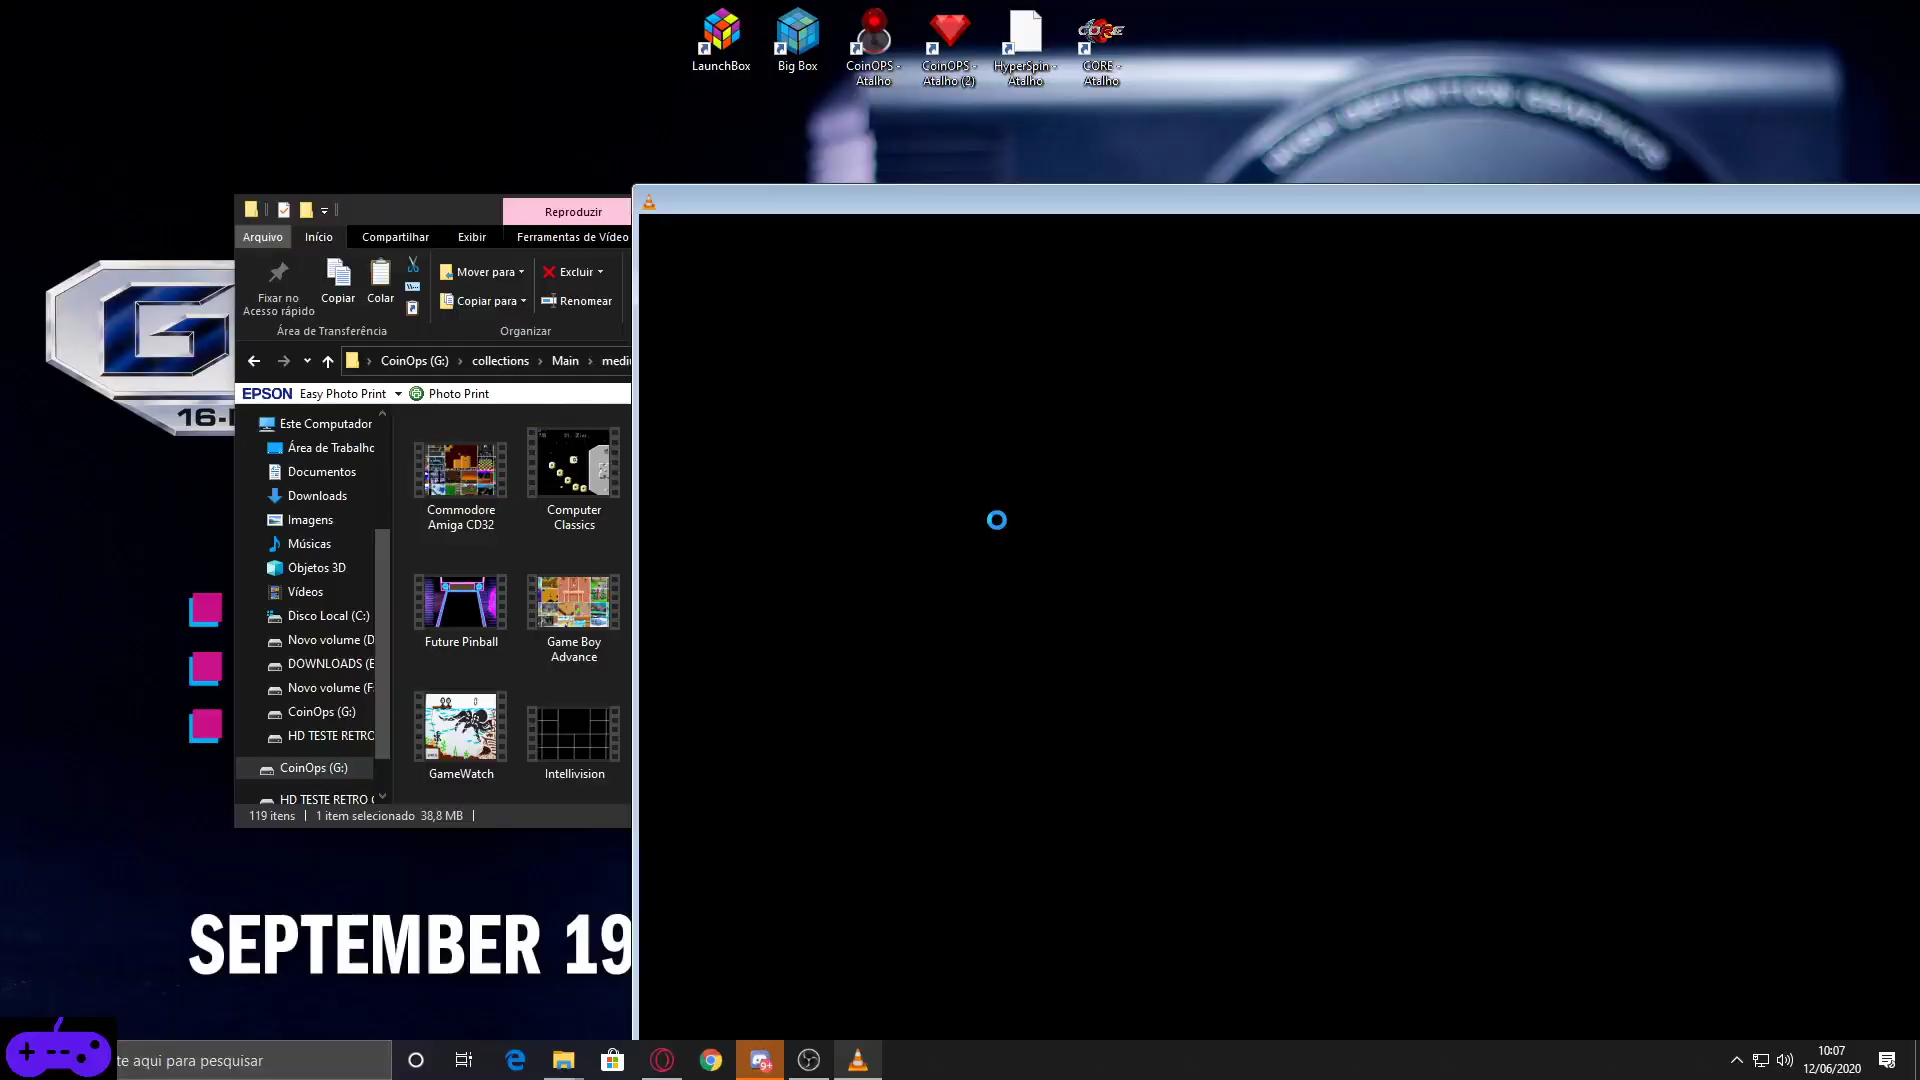 LaunchBox
Big Box
CoinOPS -
Atalho
CoinOPS -
Atalho (2)
HyperSpin -
Atalho
CORE -
Atalho
Reproduzir
Arquivo
Início
Compartilhar
Exibir
Ferramentas de Vídeo
Fixar no
Acesso rápido
Copiar
Colar
Mover para
Copiar para
Excluir
Renomear
Área de Transferência
Organizar
CoinOps (G:)
collections
Main
EPSON Easy Photo Print
Photo Print
Este Computador
Área de Trabalho
Documentos
Downloads
Imagens
Músicas
Objetos 3D
Vídeos
Disco Local (C:)
Novo volume (D
DOWNLOADS (E
Novo volume (F
CoinOps (G:)
HD TESTE RETRO
CoinOps (G:)
HD TESTE RETRO
Commodore
Amiga CD32
Computer
Classics
Future Pinball
Game Boy
Advance
GameWatch
Intellivision
119 itens
1 item selecionado 38,8 MB
G
16-
SEPTEMBER 19
te aqui para pesquisar
9+
10:07
12/06/2020